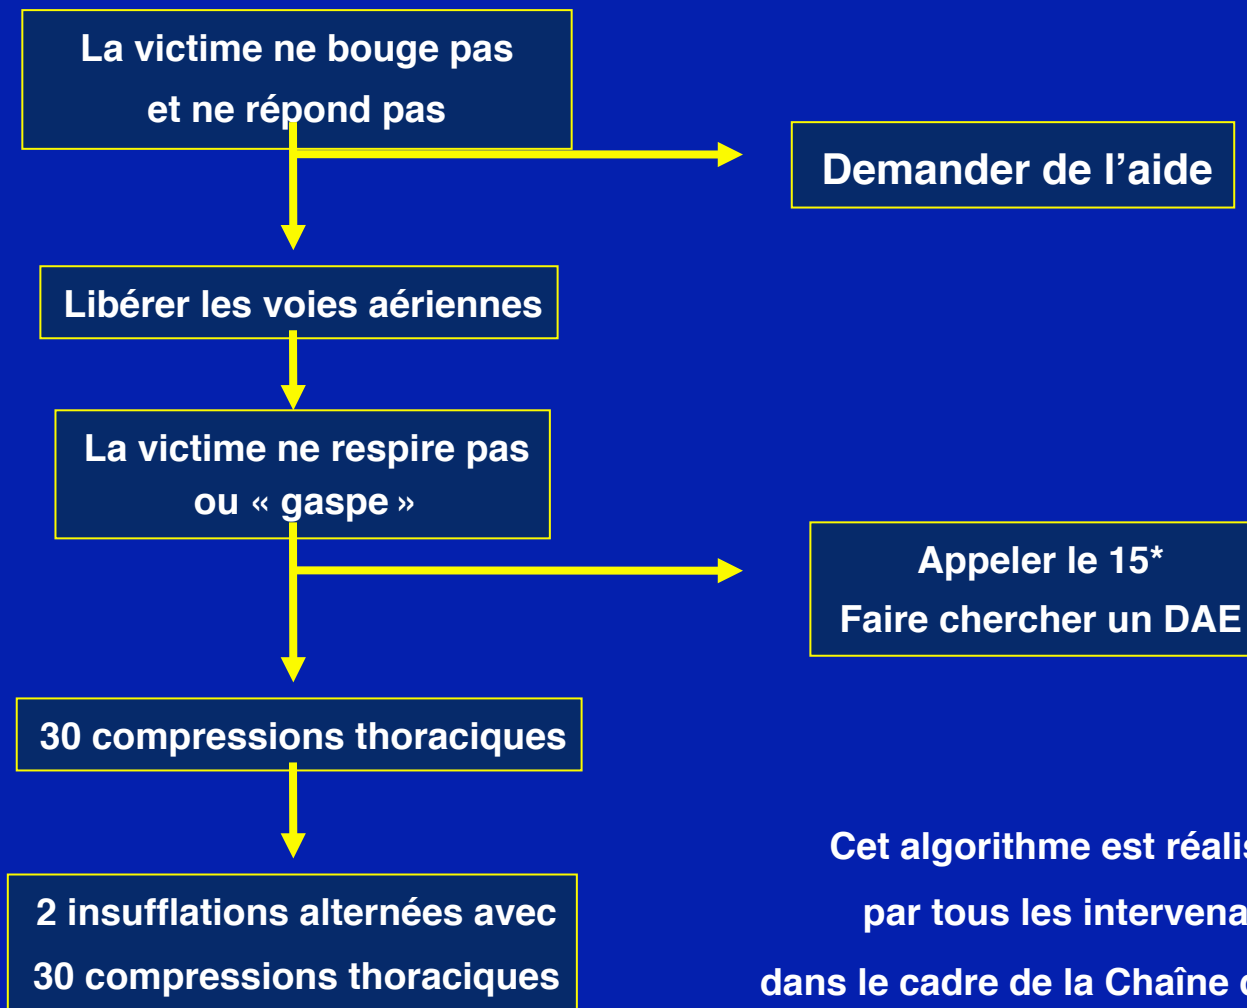 La victime ne bouge pas
et ne répond pas
Demander de l’aide
Libérer les voies aériennes
La victime ne respire pas
ou « gaspe »
Appeler le 15*
Faire chercher un DAE
30 compressions thoraciques
2 insufflations alternées avec
30 compressions thoraciques
Cet algorithme est
par tous les
dans le cadre de la Chaîne